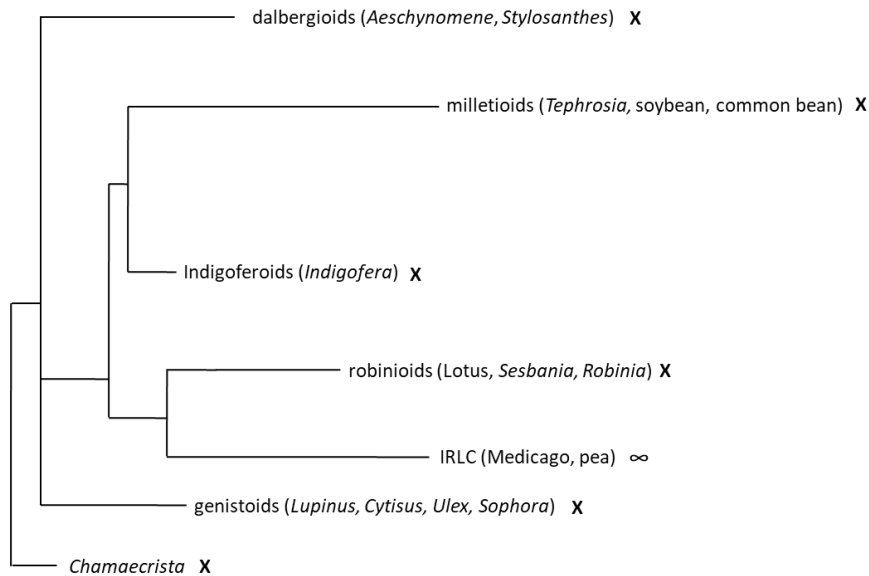 dalbergioids (Aeschynomene, Stylosanthes) X
milletioids (Tephrosia, soybean, common bean) X
Indigoferoids (Indigofera) X
robinioids (Lotus, Sesbania, Robinia) X
IRLC (Medicago, pea) ∞
genistoids (Lupinus, Cytisus, Ulex, Sophora) X
Chamaecrista X